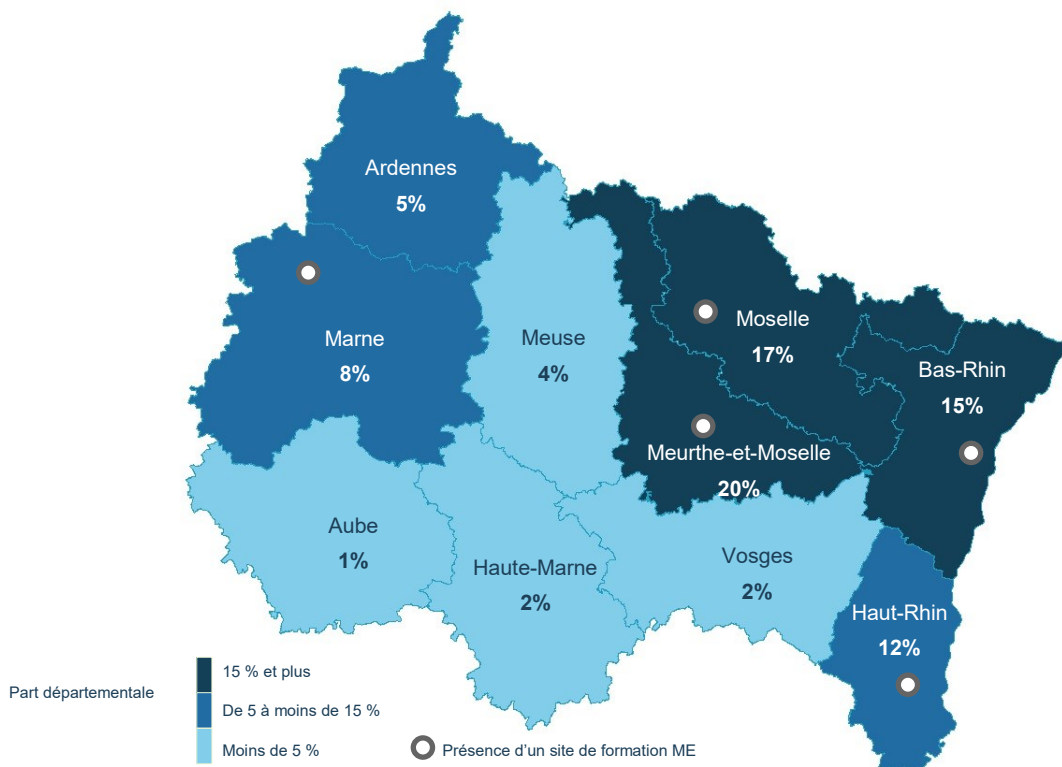 Ardennes
5%
Marne
8%
Meuse
4%
Moselle
17%
Bas-Rhin
15%
Meurthe-et-Moselle
20%
Aube
1%
Haute-Marne
2%
Vosges
2%
Haut-Rhin
12%
Part départementale
15 % et plus
De 5 à moins de 15 %
Moins de 5 %
Présence d’un site de formation ME